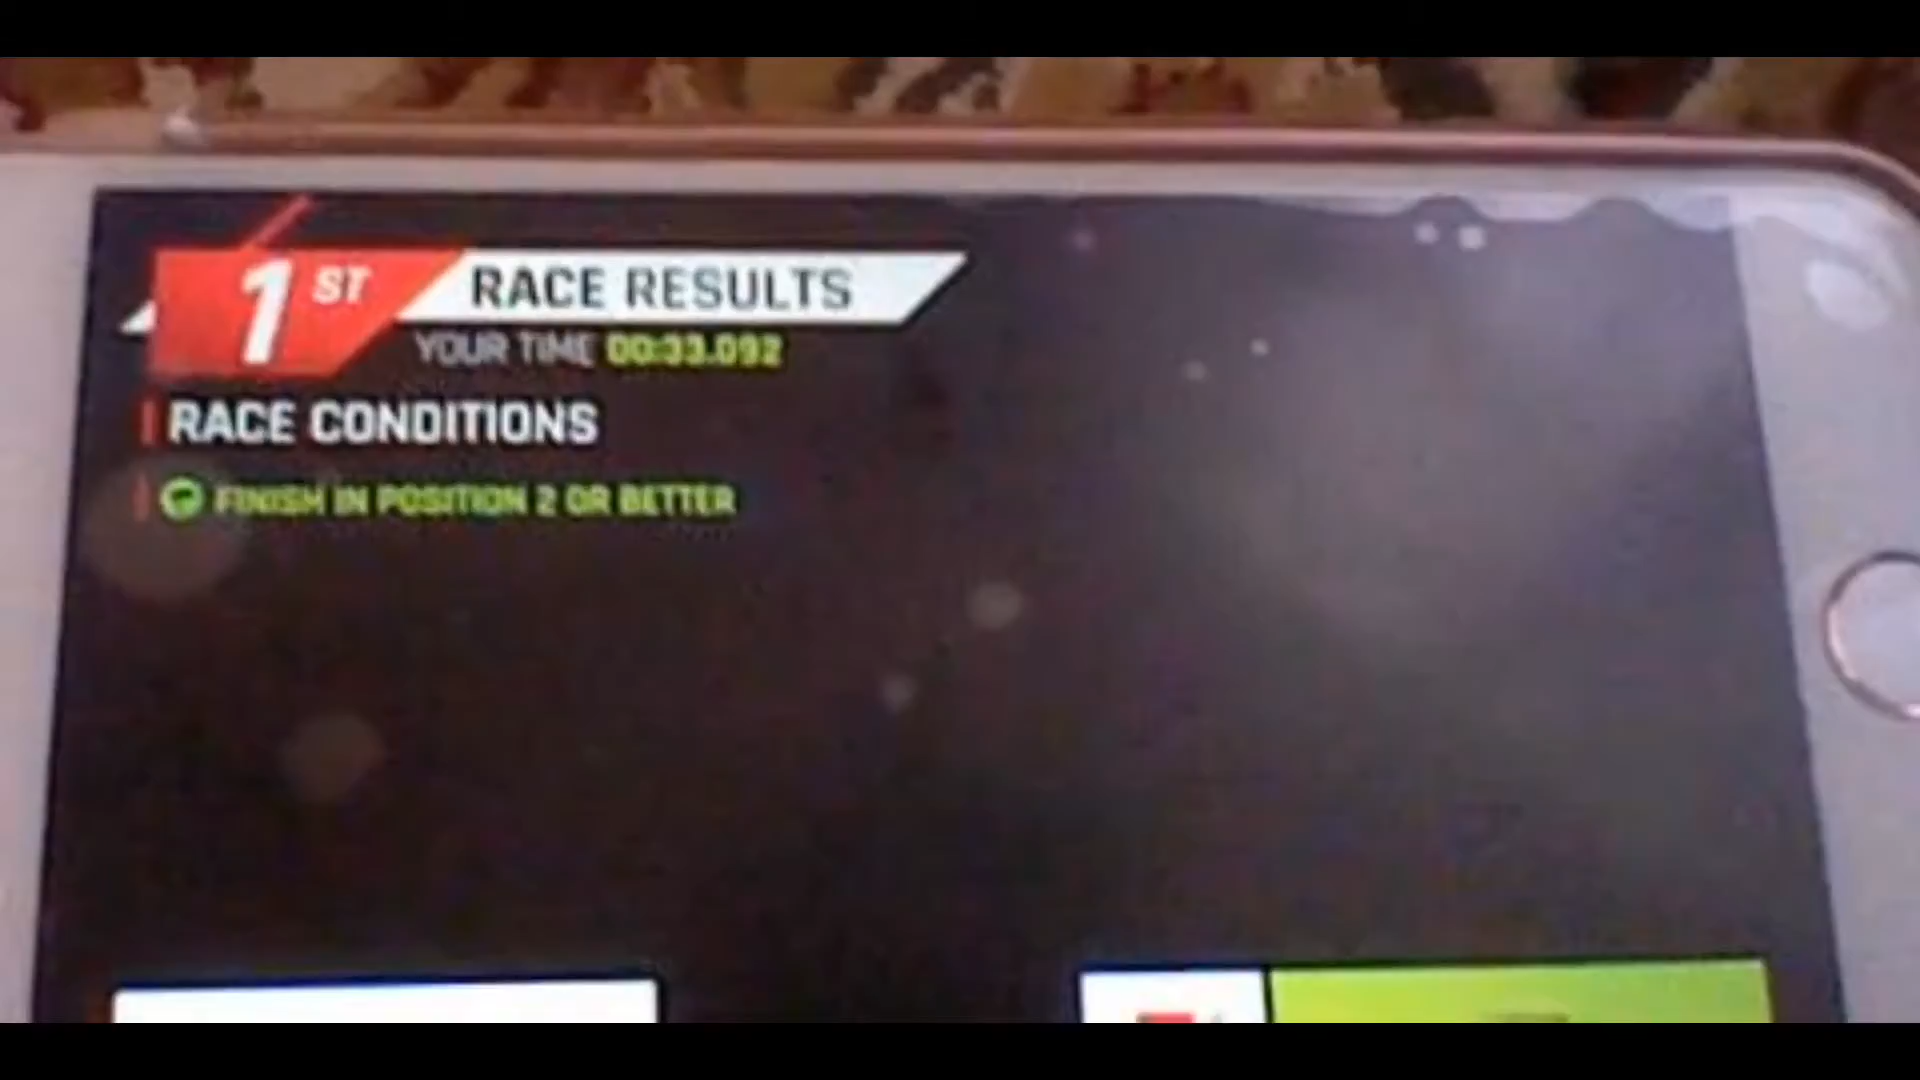 1ST RACE RESULTS
YOUR TIME 00:33.092
RACE CONDITIONS
FINISH IN POSITION 2 OR BETTER